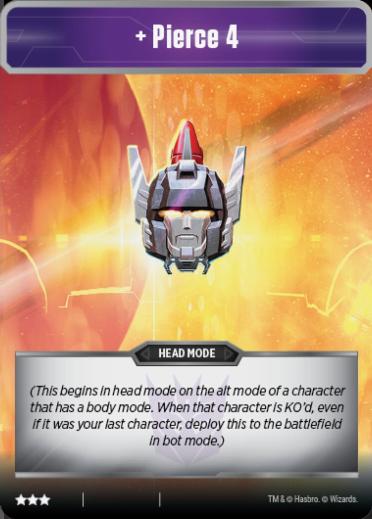 + Pierce 4
HEAD MODE
(This begins in head mode on the alt mode of a character
that has a body mode. When that character is KO'd, even
if it was your last character, deploy this to the battlefield
in bot mode.)
TM & © Hasbro. © Wizards.